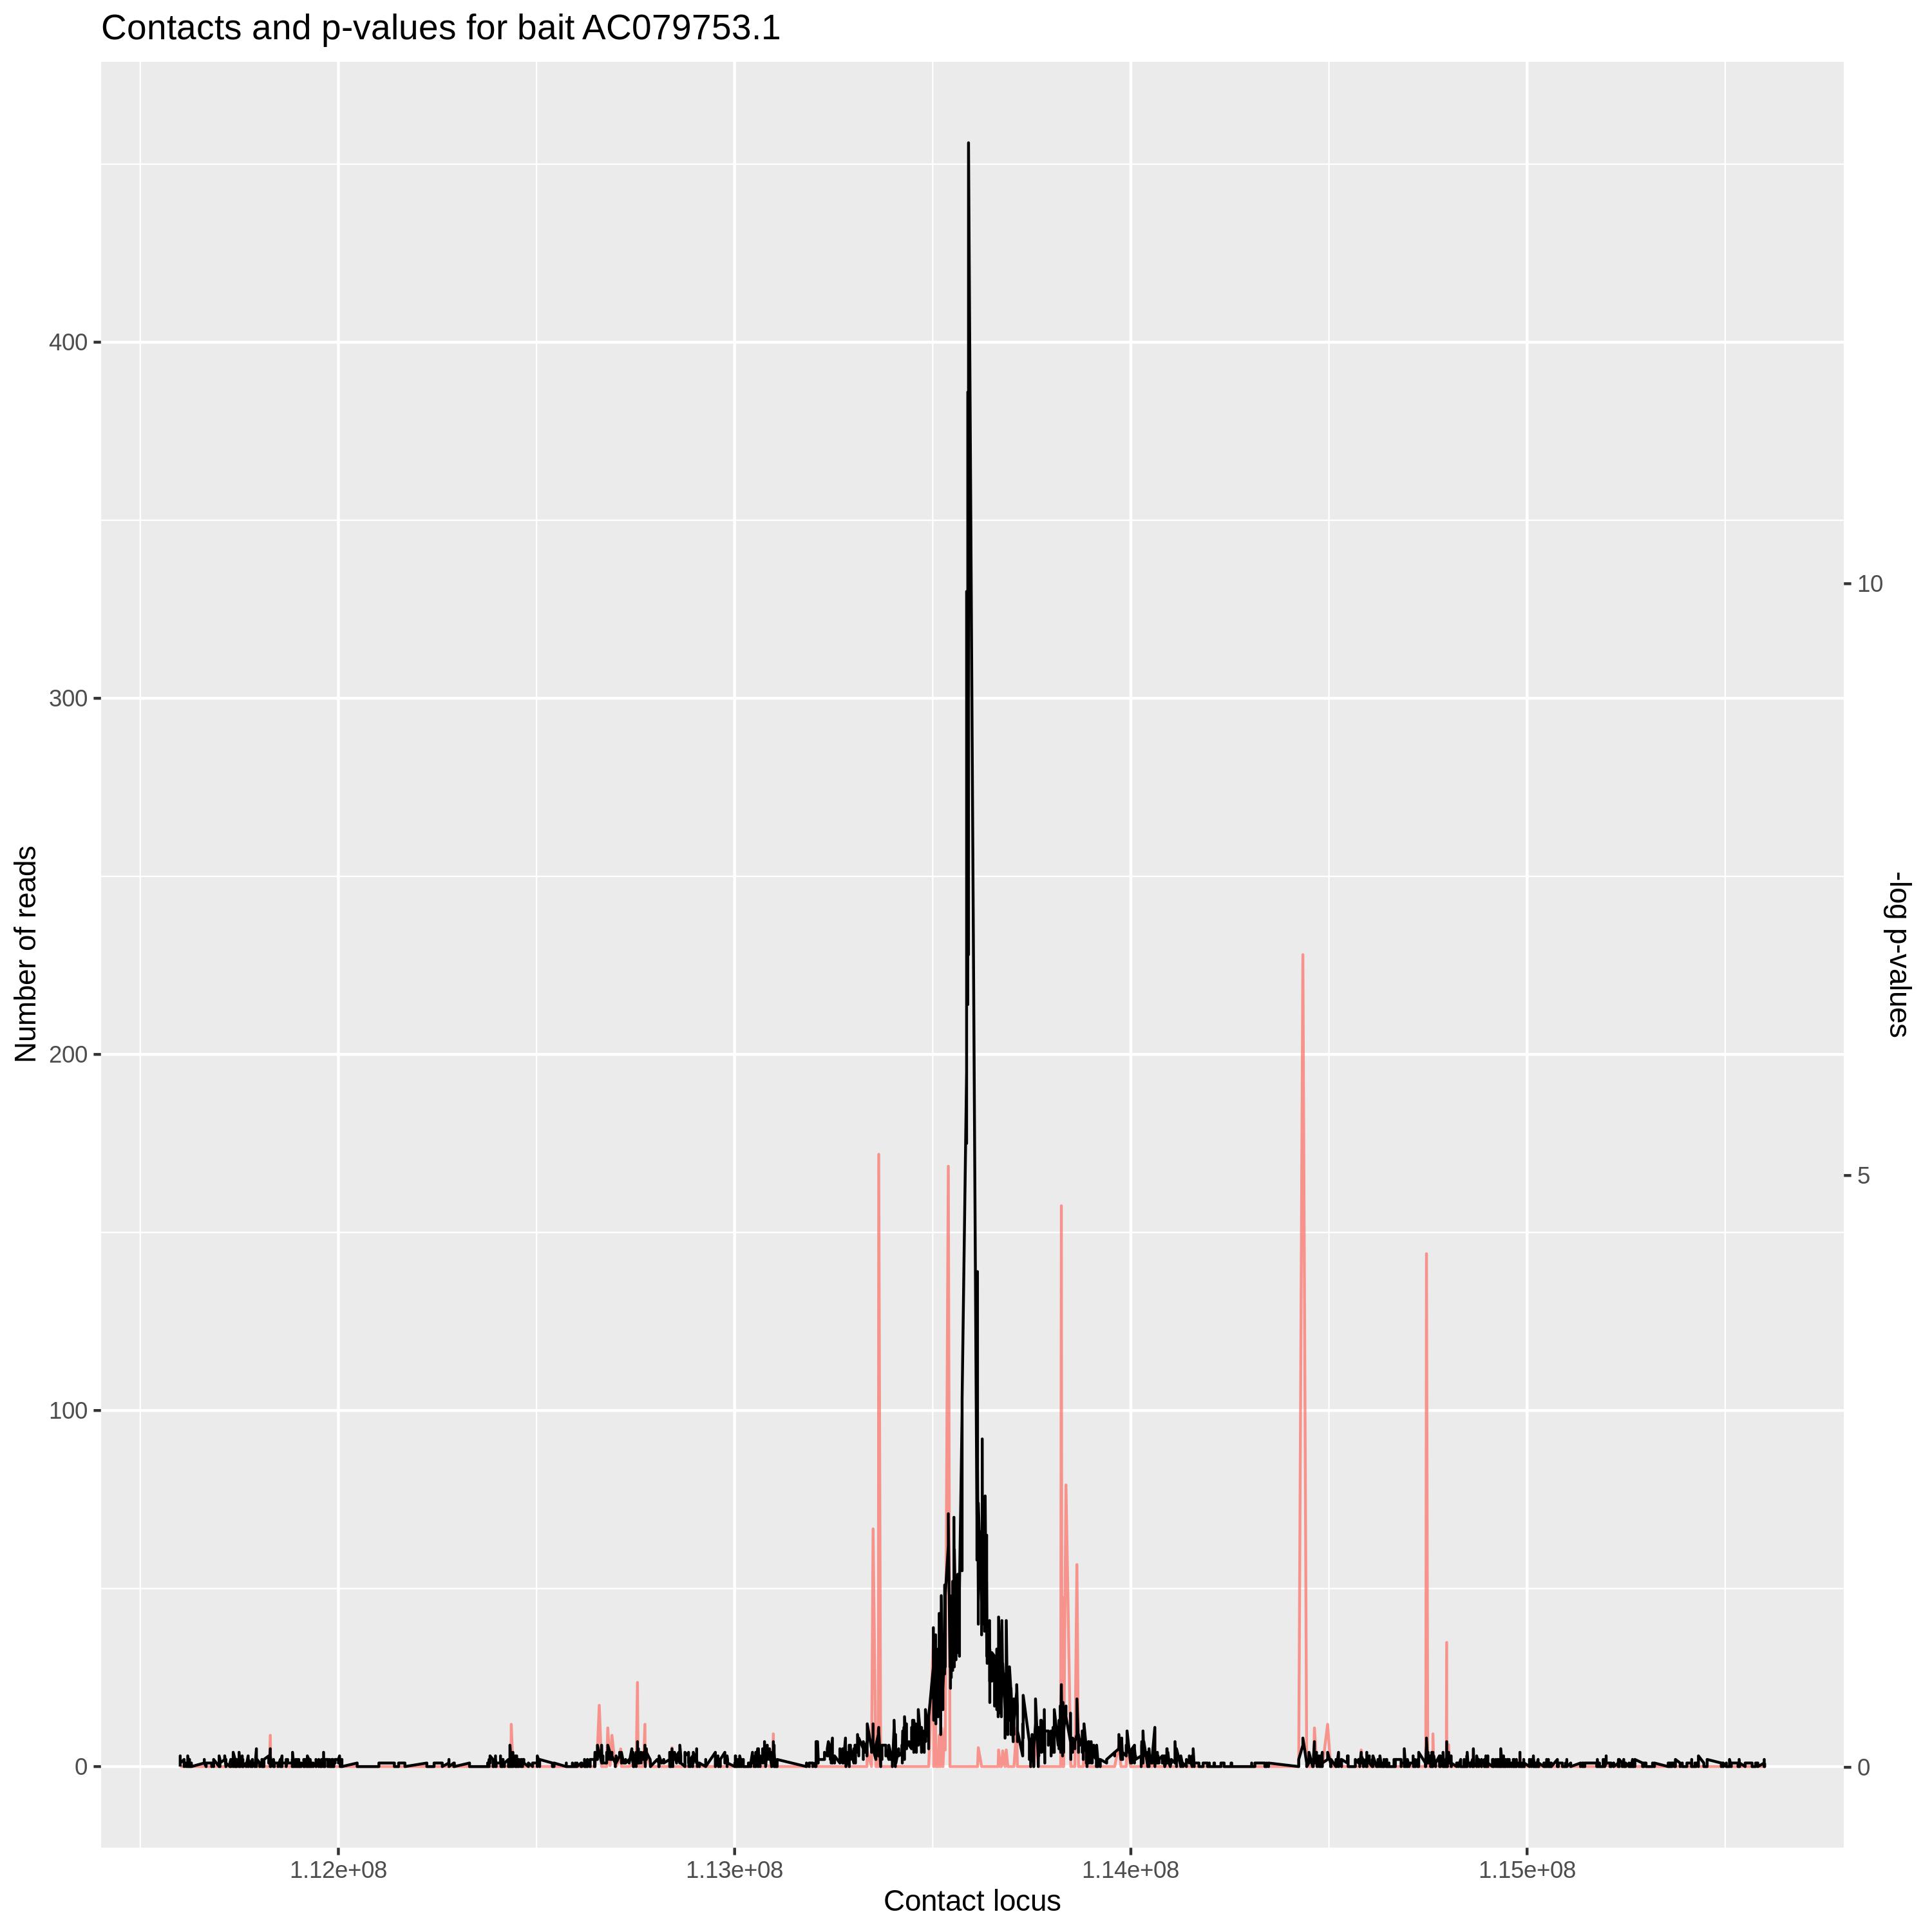 Contacts and p-values for bait AC079753.1
Number of reads
400
300
200
100
0
10
5
0
-log p-values
1.12e+08
1.13e+08
1.14e+08
1.15e+08
Contact locus